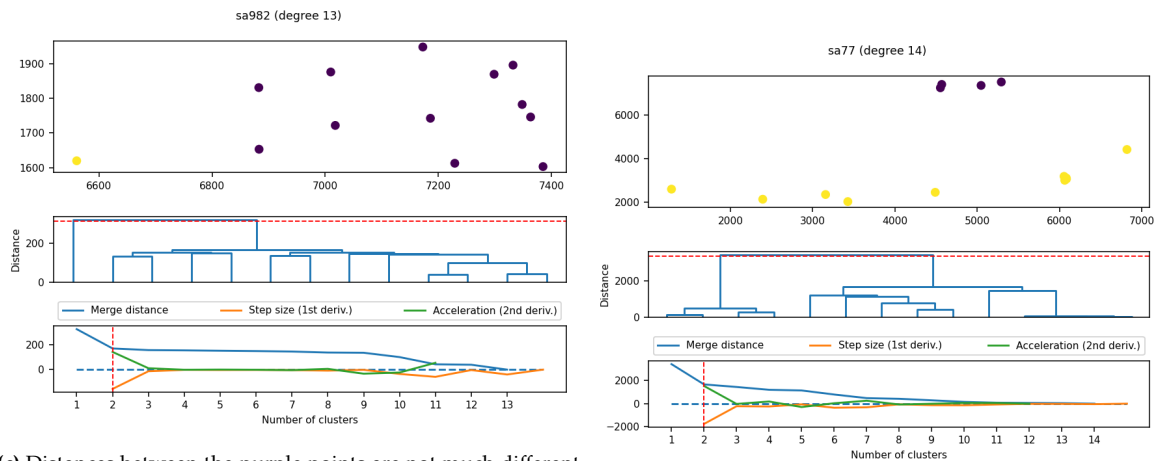 sa982 (degree 13)
1900
1800
1700
1600
6600 6800 7000 7200 7400
Distance
200
0
Merge distance Step size (1st deriv.) Acceleration (2nd deriv.)
200
0
1 2 3 4 5 6 7 8 9 10 11 12 13
Number of clusters
Distances between the purple points are not much different
sa77 (degree 14)
6000
4000
2000
2000 3000 4000 5000 6000 7000
Distance
2000
0
Merge distance Step size (1st deriv.) Acceleration (2nd deriv.)
2000
0
−2000
1 2 3 4 5 6 7 8 9 10 11 12 13 14
Number of clusters